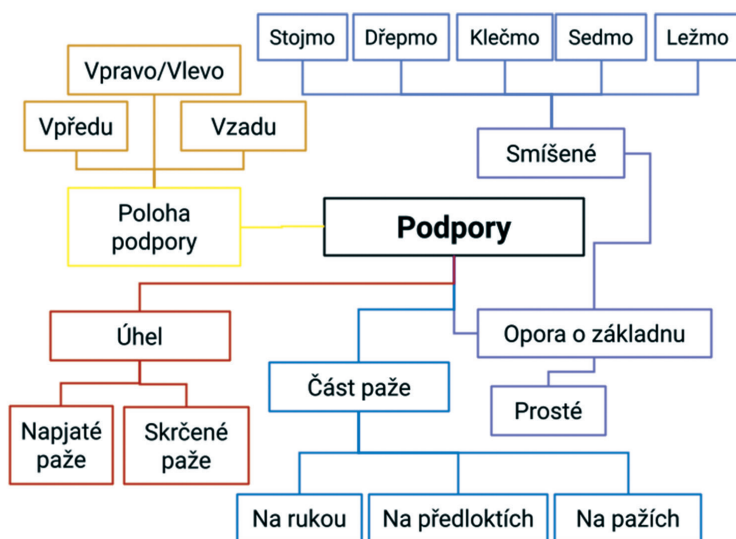 Stojmo
Dřepmo
Klečmo
Sedmo
Ležmo
Vpravo/Vlevo
Vpředu
Vzadu
Smíšené
Poloha
podpory
Podpory
Úhel
Opora o základnu
Část paže
Prosté
Napjaté
paže
Skrčené
paže
Na rukou
Na předloktích
Na pažích